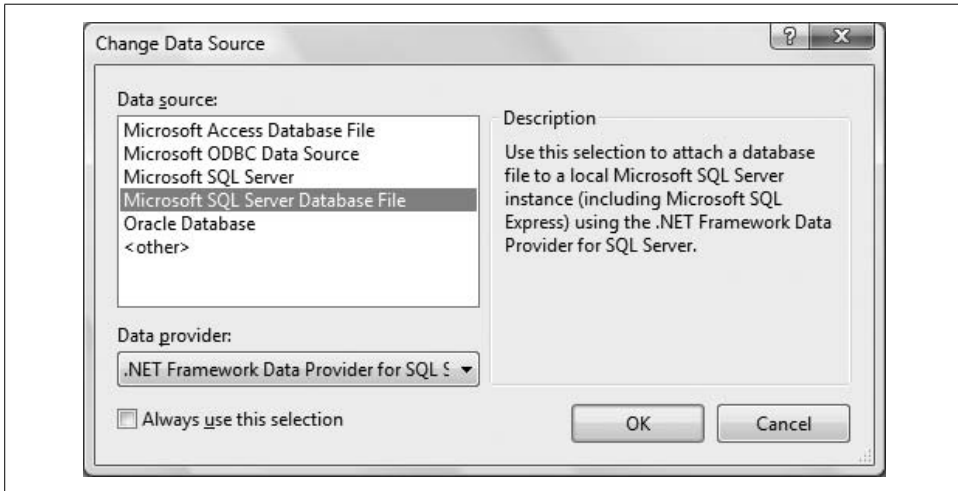 Change Data Source
Data source:
Microsoft Access Database File
Microsoft ODBC Data Source
Microsoft SQL Server
Microsoft SQL Server Database File
Oracle Database
<other>
Description
Use this selection to attach a database
file to a local Microsoft SQL Server
instance (including Microsoft SQL
Express) using the .NET Framework Data
Provider for SQL Server.
Data provider:
.NET Framework Data Provider for SQL
Always use this selection
OK
Cancel